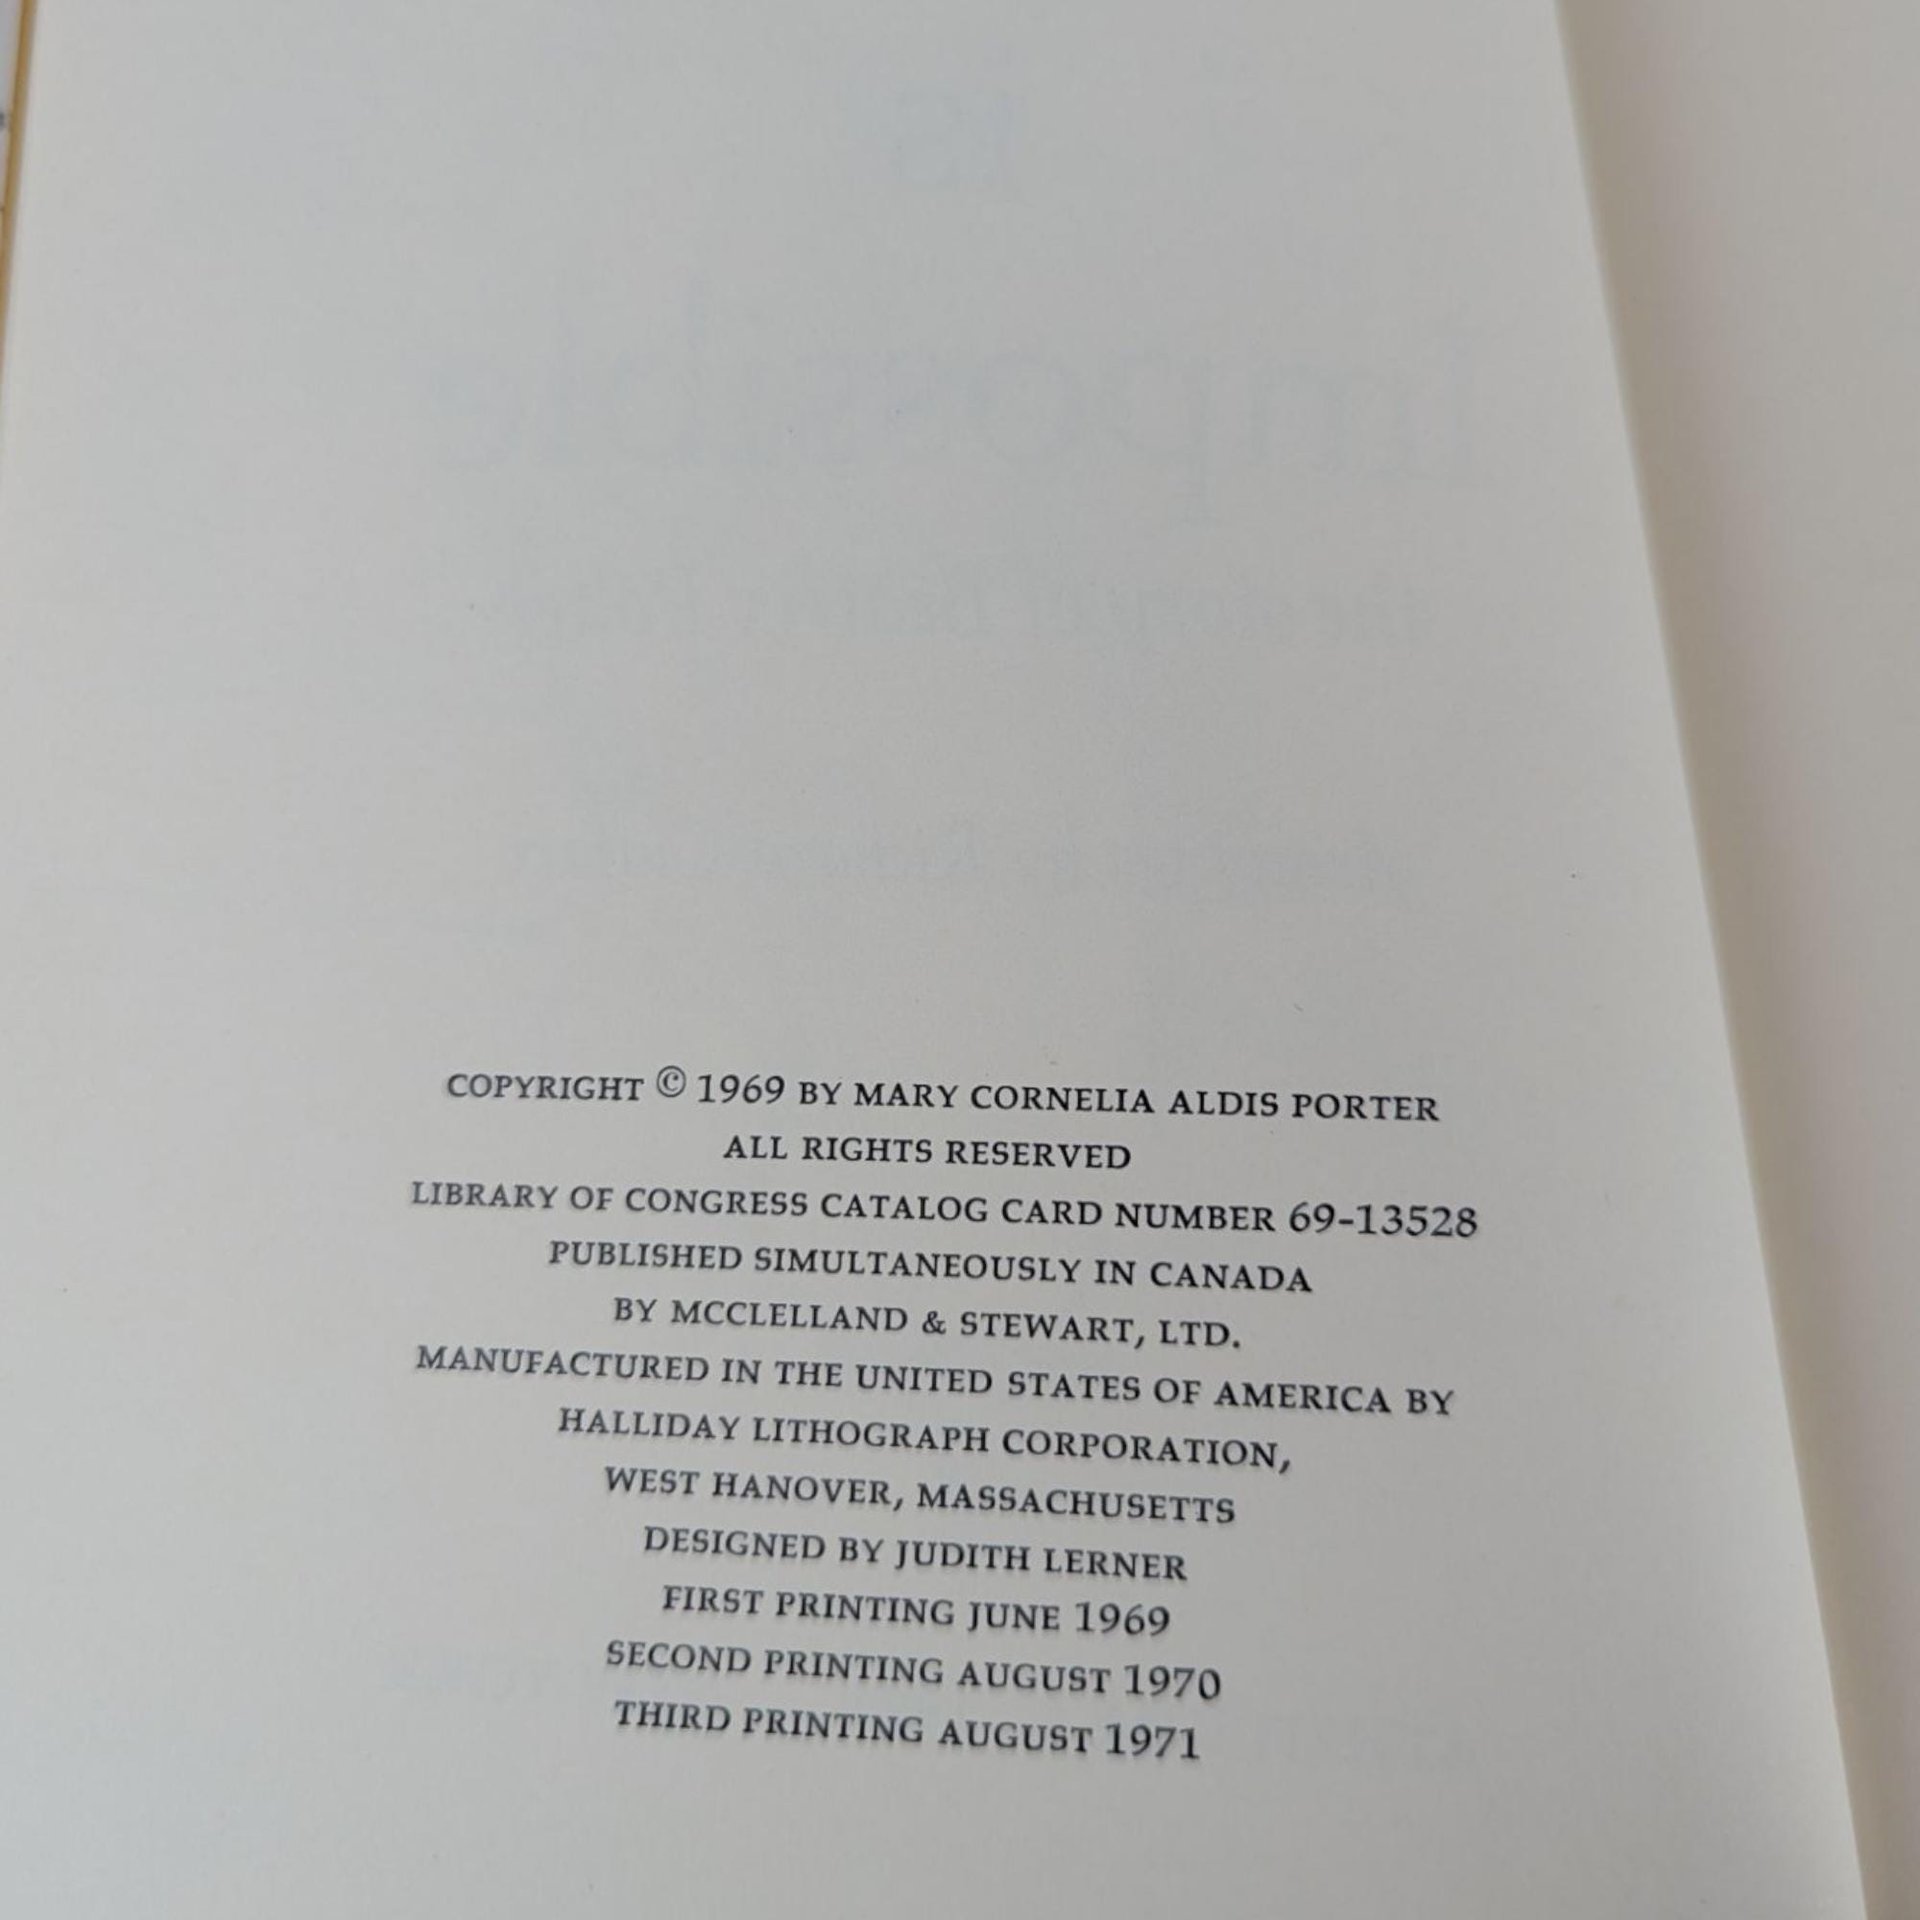 COPYRIGHT © 1969 BY MARY CORNELIA ALDIS PORTER
ALL RIGHTS RESERVED
LIBRARY OF CONGRESS CATALOG CARD NUMBER 69-13528
PUBLISHED SIMULTANEOUSLY IN CANADA
BY MCCLELLAND & STEWART, LTD.
MANUFACTURED IN THE UNITED STATES OF AMERICA BY
HALLIDAY LITHOGRAPH CORPORATION,
WEST HANOVER, MASSACHUSETTS
DESIGNED BY JUDITH LERNER
FIRST PRINTING JUNE 1969
SECOND PRINTING AUGUST 1970
THIRD PRINTING AUGUST 1971